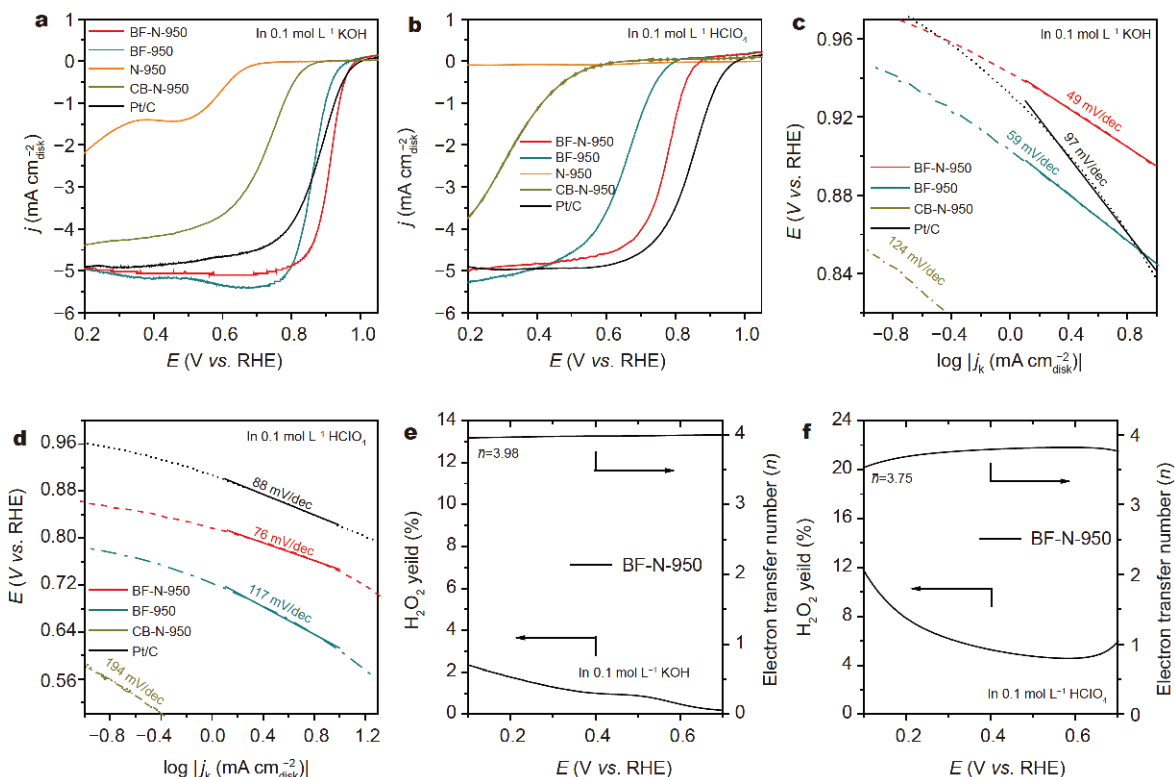 a
BF-N-950
BF-950
N-950
CB-N-950
Pt/C
In 0.1 mol L⁻¹ KOH
1
0
−1
−2
−3
−4
−5
−6
j (mA cm⁻²disk)
0.2 0.4 0.6 0.8 1.0
E (V vs. RHE)
b
In 0.1 mol L⁻¹ HClO₄
BF-N-950
BF-950
N-950
CB-N-950
Pt/C
1
0
−1
−2
−3
−4
−5
−6
j (mA cm⁻²disk)
0.2 0.4 0.6 0.8 1.0
E (V vs. RHE)
c
In 0.1 mol L⁻¹ KOH
49 mV/dec
59 mV/dec
97 mV/dec
124 mV/dec
BF-N-950
BF-950
CB-N-950
Pt/C
0.96
0.92
0.88
0.84
E (V vs. RHE)
−0.8 −0.4 0.0 0.4 0.8
log |jk (mA cm⁻²disk)|
d
In 0.1 mol L⁻¹ HClO₄
88 mV/dec
76 mV/dec
117 mV/dec
194 mV/dec
BF-N-950
BF-950
CB-N-950
Pt/C
0.96
0.88
0.80
0.72
0.64
0.56
E (V vs. RHE)
−0.8 −0.4 0.0 0.4 0.8 1.2
log |jk (mA cm⁻²disk)|
e
n̄=3.98
BF-N-950
In 0.1 mol L⁻¹ KOH
14
13
12
11
10
9
8
7
6
5
4
3
2
1
0
H₂O₂ yeild (%)
4
3
2
1
0
Electron transfer number (n)
0.2 0.4 0.6
E (V vs. RHE)
f
n̄=3.75
BF-N-950
In 0.1 mol L⁻¹ HClO₄
24
22
20
18
16
12
8
4
0
H₂O₂ yeild (%)
5
4
3
2
1
0
Electron transfer number (n)
0.2 0.4 0.6
E (V vs. RHE)